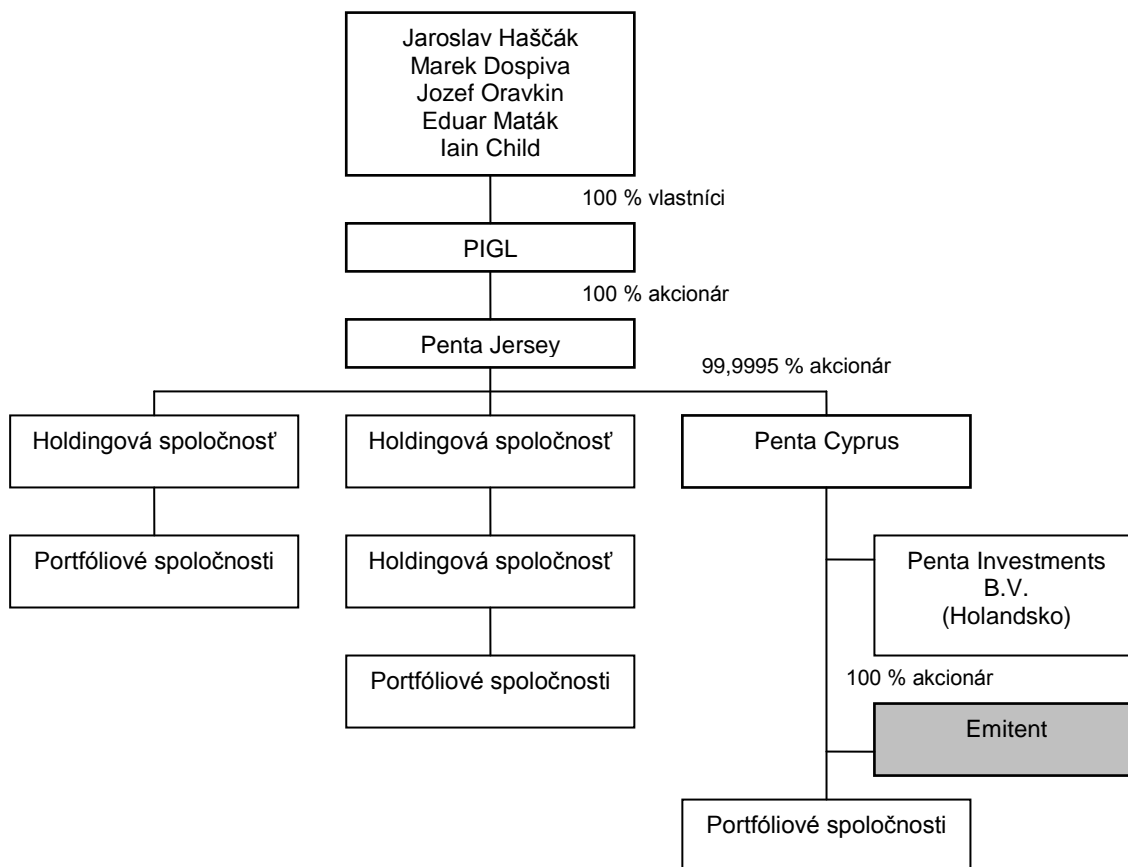 Jaroslav Haščák
Marek Dospiva
Jozef Oravkin
Eduar Maták
Iain Child
100 % vlastníci
PIGL
100 % akcionár
Penta Jersey
99,9995 % akcionár
Holdingová spoločnosť
Holdingová spoločnosť
Penta Cyprus
Portfóliové spoločnosti
Holdingová spoločnosť
Penta Investments
B.V.
(Holandsko)
Portfóliové spoločnosti
100 % akcionár
Emitent
Portfóliové spoločnosti